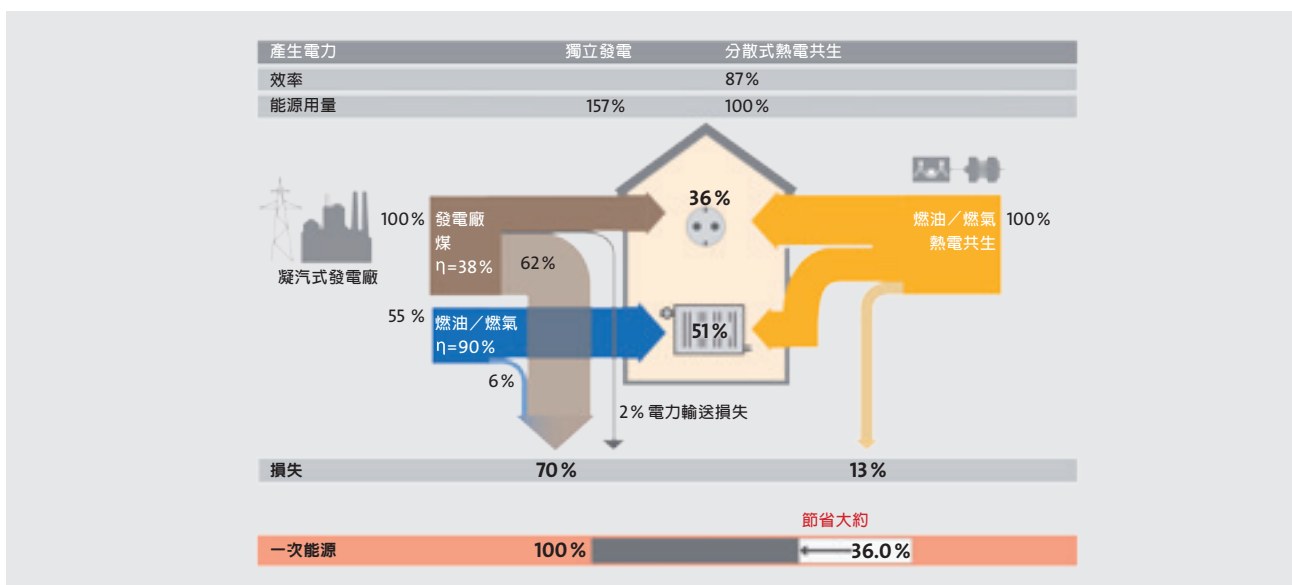 產生電力 獨立發電 分散式熱電共生
效率 87%
能源用量 157% 100%
36%
100% 發電廠
煤
η=38%
62%
凝汽式發電廠
燃油／燃氣 100%
熱電共生
55 % 燃油／燃氣
η=90%
51%
6%
2% 電力輸送損失
損失 70% 13%
節省大約
一次能源 100% 36.0%